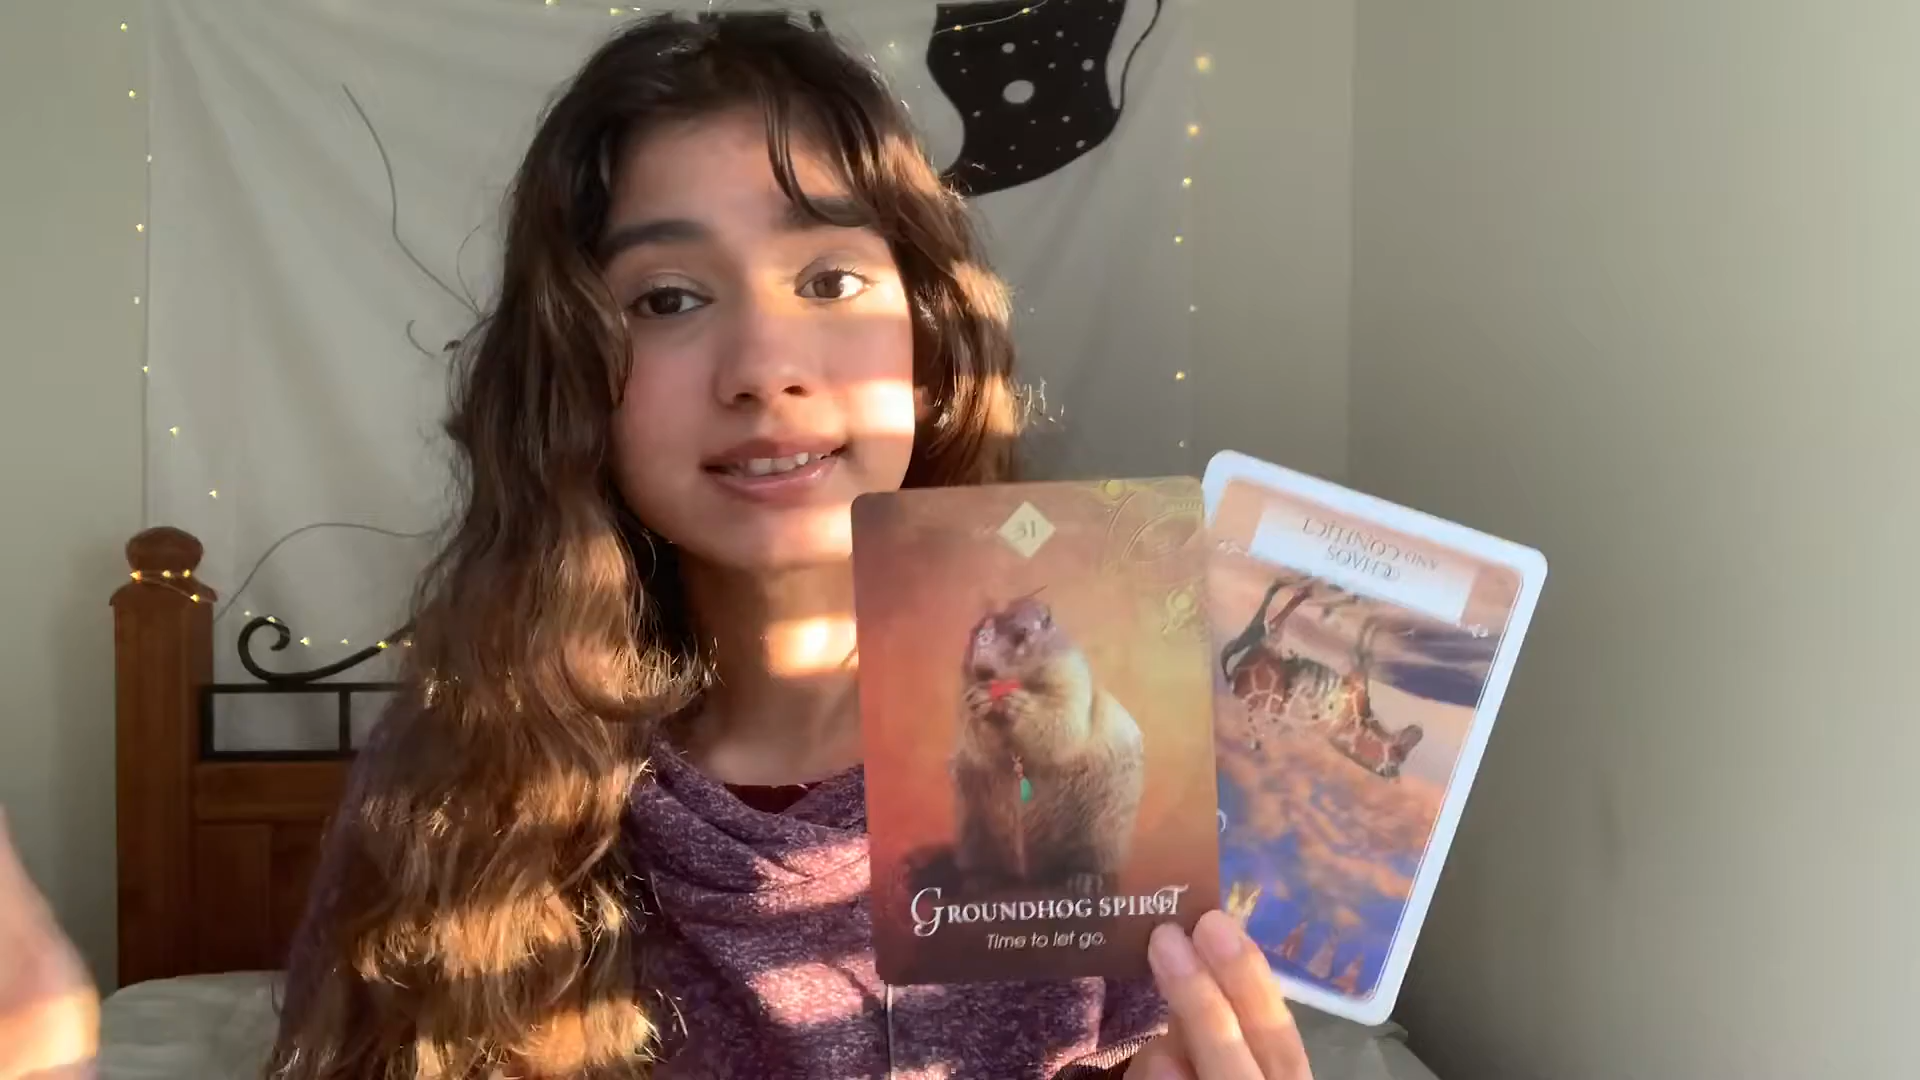 31
GROUNDHOG SPIRIT
Time to let go.
CHAOS
AND CONFLICT